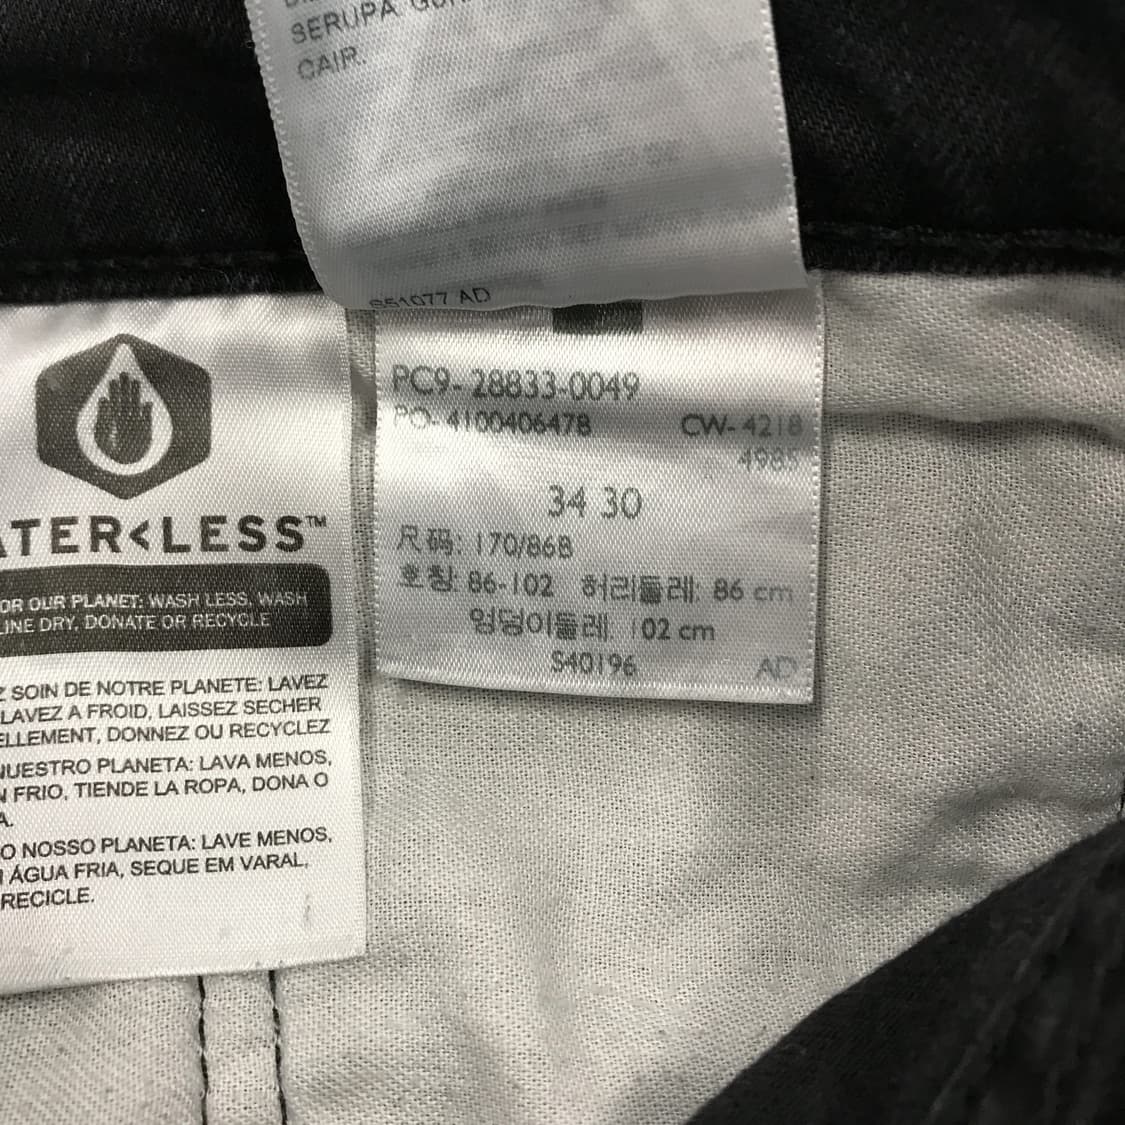 SERUPA
CAIR.
S51077 AD
PC9-28833-0049
PO-4100406478 CW-4218
4985
34 30
尺码: 170/86B
호칭: 86-102 허리둘레: 86 cm
엉덩이둘레: 102 cm
S40196 AD
ATER<LESS™
OR OUR PLANET: WASH LESS, WASH
LINE DRY, DONATE OR RECYCLE
Z SOIN DE NOTRE PLANETE: LAVEZ
LAVEZ A FROID, LAISSEZ SECHER
ELLEMENT, DONNEZ OU RECYCLEZ
NUESTRO PLANETA: LAVA MENOS,
N FRIO, TIENDE LA ROPA, DONA O
A.
O NOSSO PLANETA: LAVE MENOS,
ÁGUA FRIA, SEQUE EM VARAL,
RECICLE.